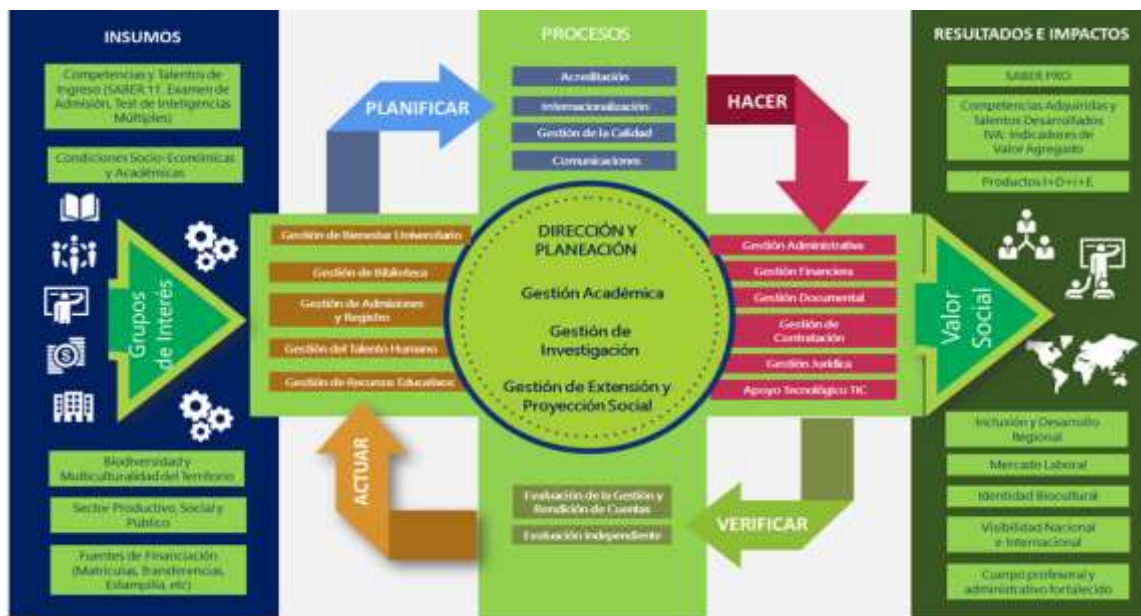 INSUMOS
Competencias y Talentos de
Ingreso (SABER 11, Examen de
Admisión, Test de Inteligencias
Múltiples)
Condiciones Socio-Económicas
y Académicas
Grupos
de Interés
Biodiversidad y
Multiculturalidad del Territorio
Sector Productivo, Social y
Público
Fuentes de Financiación
(Matrículas, Transferencias,
Estampilla, etc)
PLANIFICAR
PROCESOS
Acreditación
Internacionalización
Gestión de la Calidad
Comunicaciones
HACER
Gestión de Bienestar Universitario
Gestión de Biblioteca
Gestión de Admisiones
y Registro
Gestión del Talento Humano
Gestión de Recursos Educativos
DIRECCIÓN Y
PLANEACIÓN
Gestión Académica
Gestión de
Investigación
Gestión de Extensión y
Proyección Social
Gestión Administrativa
Gestión Financiera
Gestión Documental
Gestión de
Contratación
Gestión Jurídica
Apoyo Tecnológico TIC
ACTUAR
Evaluación de la Gestión y
Rendición de Cuentas
Evaluación Independiente
VERIFICAR
RESULTADOS E IMPACTOS
SABER PRO
Competencias Adquiridas y
Talentos Desarrollados
IVA: Indicadores de
Valor Agregado
Productos I+D+i+E
Valor
Social
Inclusión y Desarrollo
Regional
Mercado Laboral
Identidad Biocultural
Visibilidad Nacional
e Internacional
Cuerpo profesoral y
administrativo fortalecido